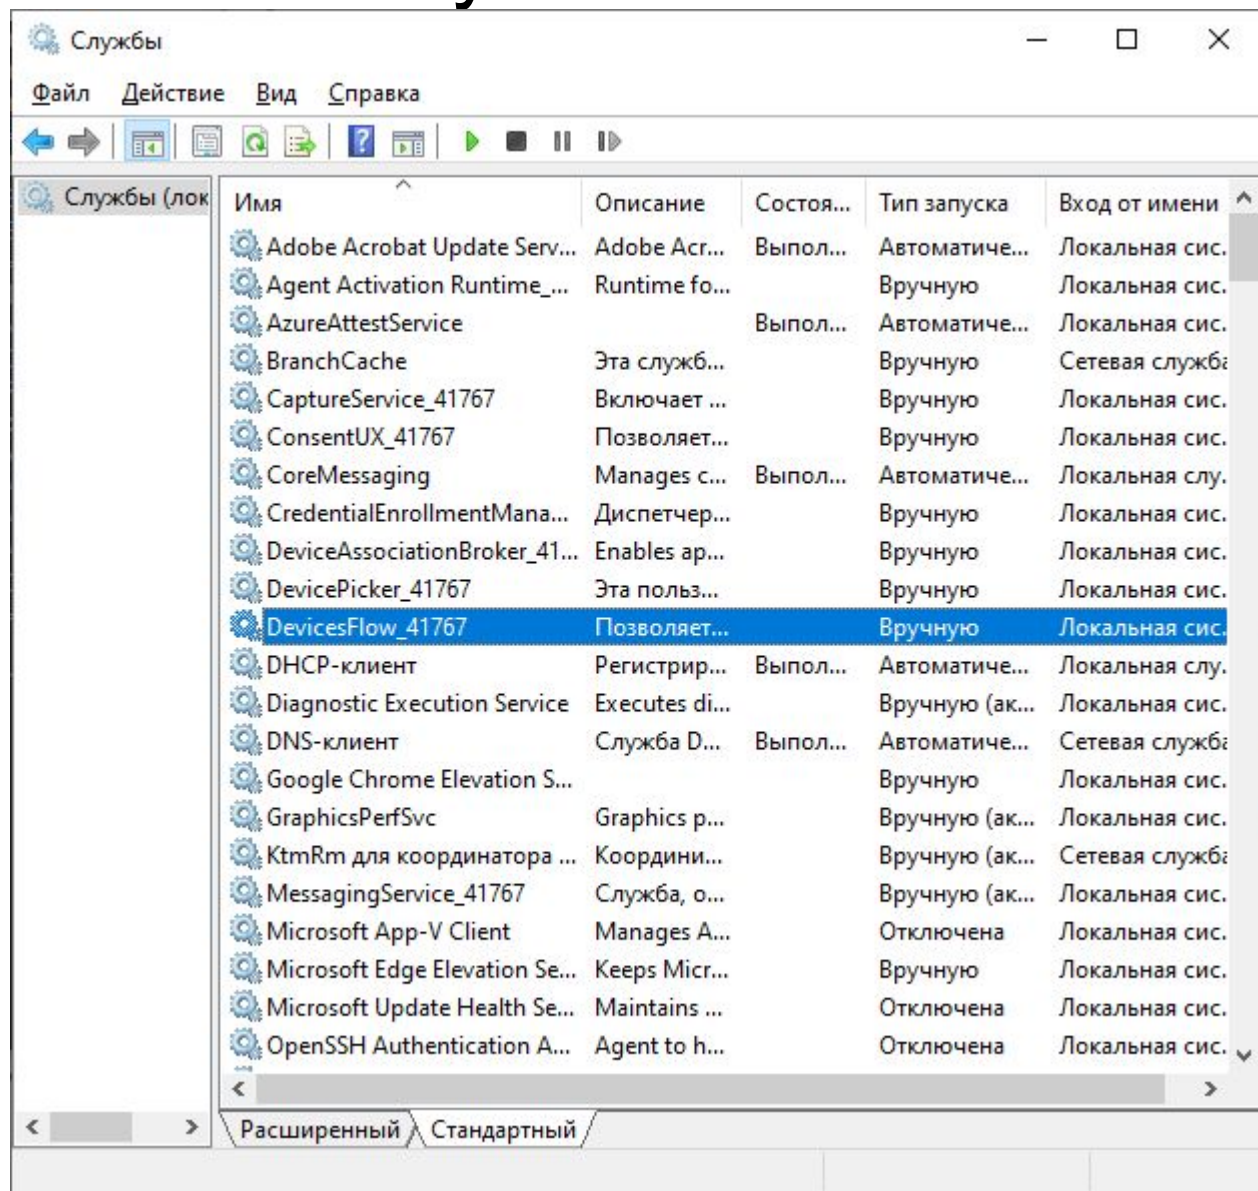 Службы
Файл Действие Вид Справка
Службы (лок
Имя Описание Состоя... Тип запуска Вход от имени
Adobe Acrobat Update Serv... Adobe Acr... Выпол... Автоматиче... Локальная сис.
Agent Activation Runtime_... Runtime fo... Вручную Локальная сис.
AzureAttestService Выпол... Автоматиче... Локальная сис.
BranchCache Эта служб... Вручную Сетевая служба
CaptureService_41767 Включает ... Вручную Локальная сис.
ConsentUX_41767 Позволяет... Вручную Локальная сис.
CoreMessaging Manages c... Выпол... Автоматиче... Локальная слу.
CredentialEnrollmentMana... Диспетчер... Вручную Локальная сис.
DeviceAssociationBroker_41... Enables ap... Вручную Локальная сис.
DevicePicker_41767 Эта польз... Вручную Локальная сис.
DevicesFlow_41767 Позволяет... Вручную Локальная сис.
DHCP-клиент Регистрир... Выпол... Автоматиче... Локальная слу.
Diagnostic Execution Service Executes di... Вручную (ак... Локальная сис.
DNS-клиент Служба D... Выпол... Автоматиче... Сетевая служба
Google Chrome Elevation S... Вручную Локальная сис.
GraphicsPerfSvc Graphics p... Вручную (ак... Локальная сис.
KtmRm для координатора ... Координи... Вручную (ак... Сетевая служба
MessagingService_41767 Служба, о... Вручную (ак... Локальная сис.
Microsoft App-V Client Manages A... Отключена Локальная сис.
Microsoft Edge Elevation Se... Keeps Micr... Вручную Локальная сис.
Microsoft Update Health Se... Maintains ... Отключена Локальная сис.
OpenSSH Authentication A... Agent to h... Отключена Локальная сис.
Расширенный Стандартный